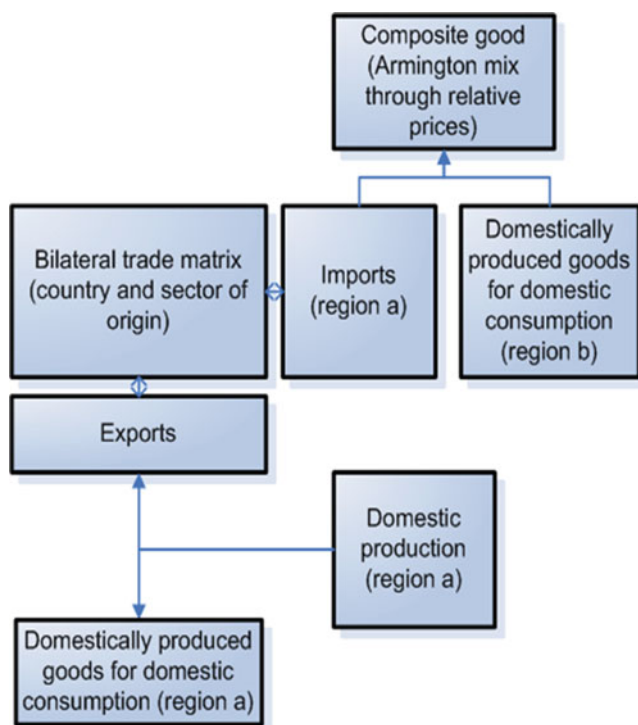 Composite good
(Armington mix
through relative
prices)
Bilateral trade matrix
(country and sector of
origin)
Imports
(region a)
Domestically
produced goods
for domestic
consumption
(region b)
Exports
Domestic
production
(region a)
Domestically produced
goods for domestic
consumption (region a)